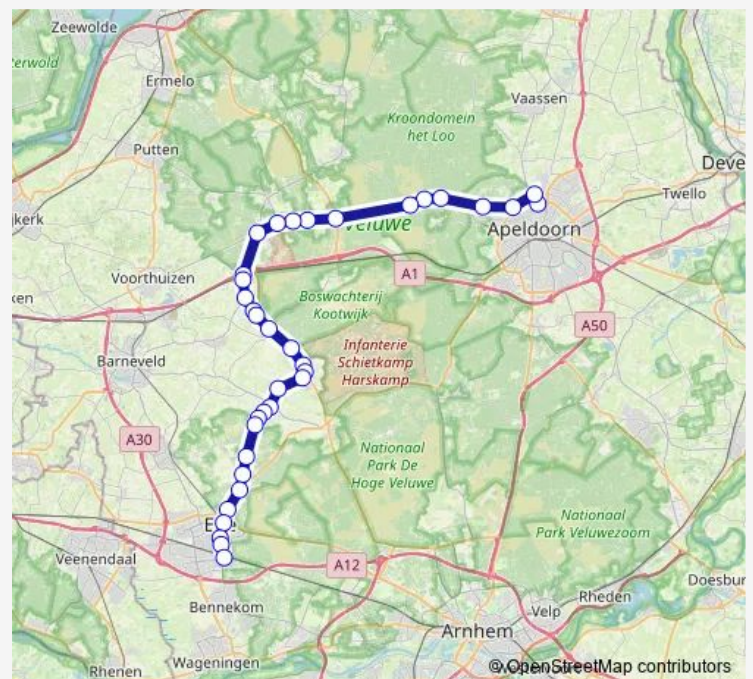 Zeewolde
terwold
Ermelo
Kroondomein
het Loo
Vaassen
Putten
Deve
Twello
jkerk
Veluwe
Apeldoorn
A1
Voorthuizen
ken
Boswachterij
Kootwijk
A50
Infanterie
Schietkamp
Harskamp
Barneveld
A30
Nationaal
Park De
Hoge Veluwe
E e
Nationaal
Park Veluwezoom
Veenendaal
A12
Doesbur
Bennekom
Rheden
Velp
Arnhem
Rhenen
Wageningen
© OpenStreetMap contributors